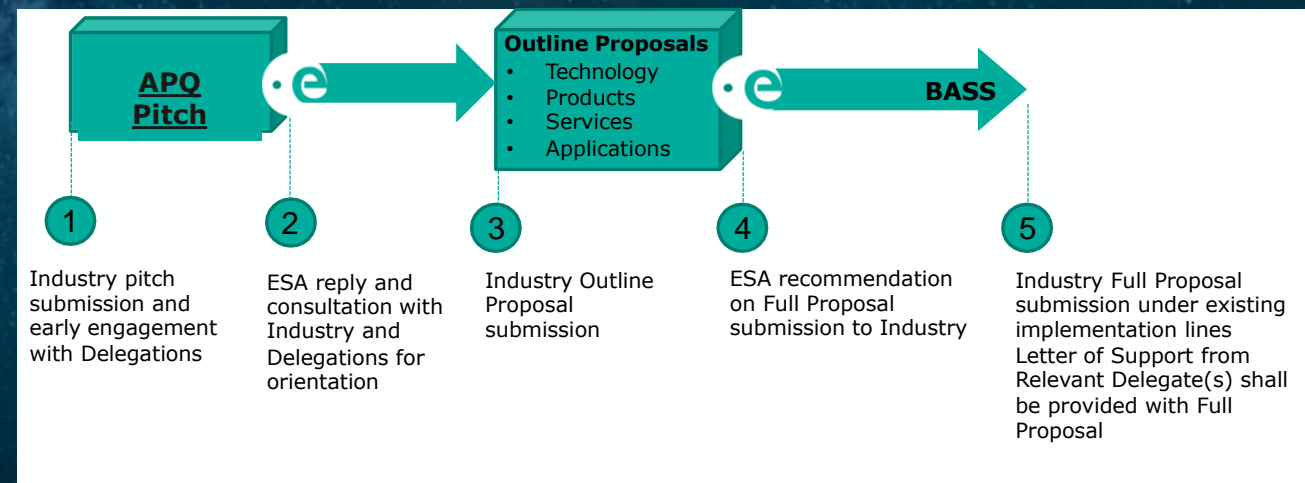 APQ
Pitch
e
Outline Proposals
• Technology
• Products
• Services
• Applications
e
BASS
1
Industry pitch
submission and
early engagement
with Delegations
2
ESA reply and
consultation with
Industry and
Delegations for
orientation
3
Industry Outline
Proposal
submission
4
ESA recommendation
on Full Proposal
submission to Industry
5
Industry Full Proposal
submission under existing
implementation lines
Letter of Support from
Relevant Delegate(s) shall
be provided with Full
Proposal